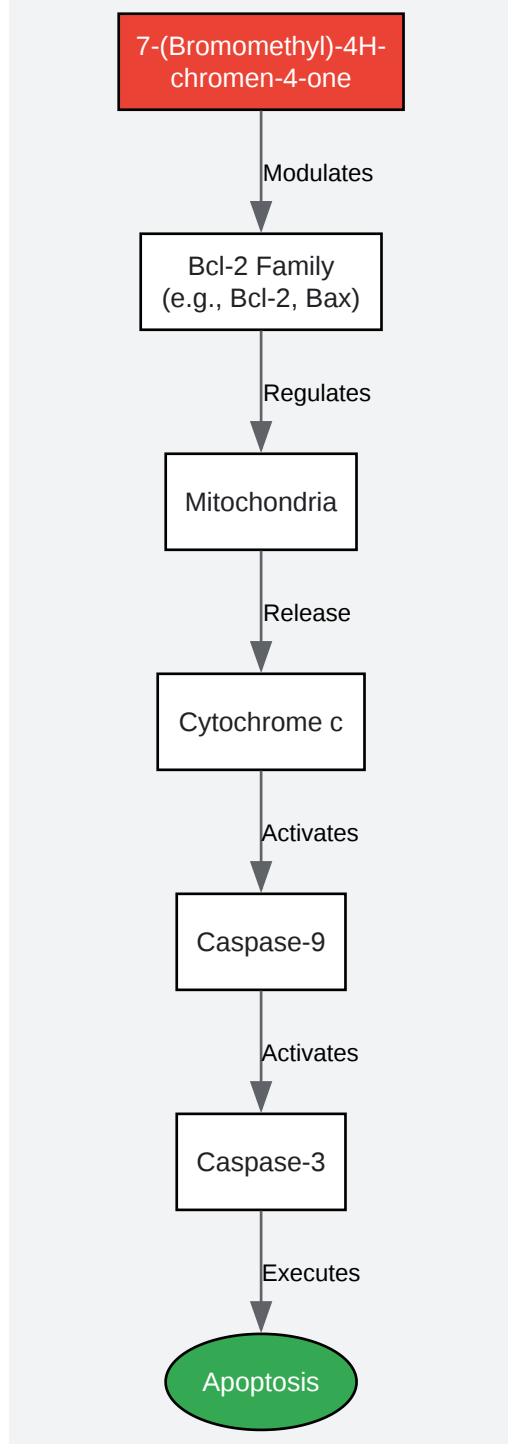 7-(Bromomethyl)-4H-
chromen-4-one
Modulates
Bcl-2 Family
(e.g., Bcl-2, Bax)
Regulates
Mitochondria
Release
Cytochrome c
Activates
Caspase-9
Activates
Caspase-3
Executes
Apoptosis